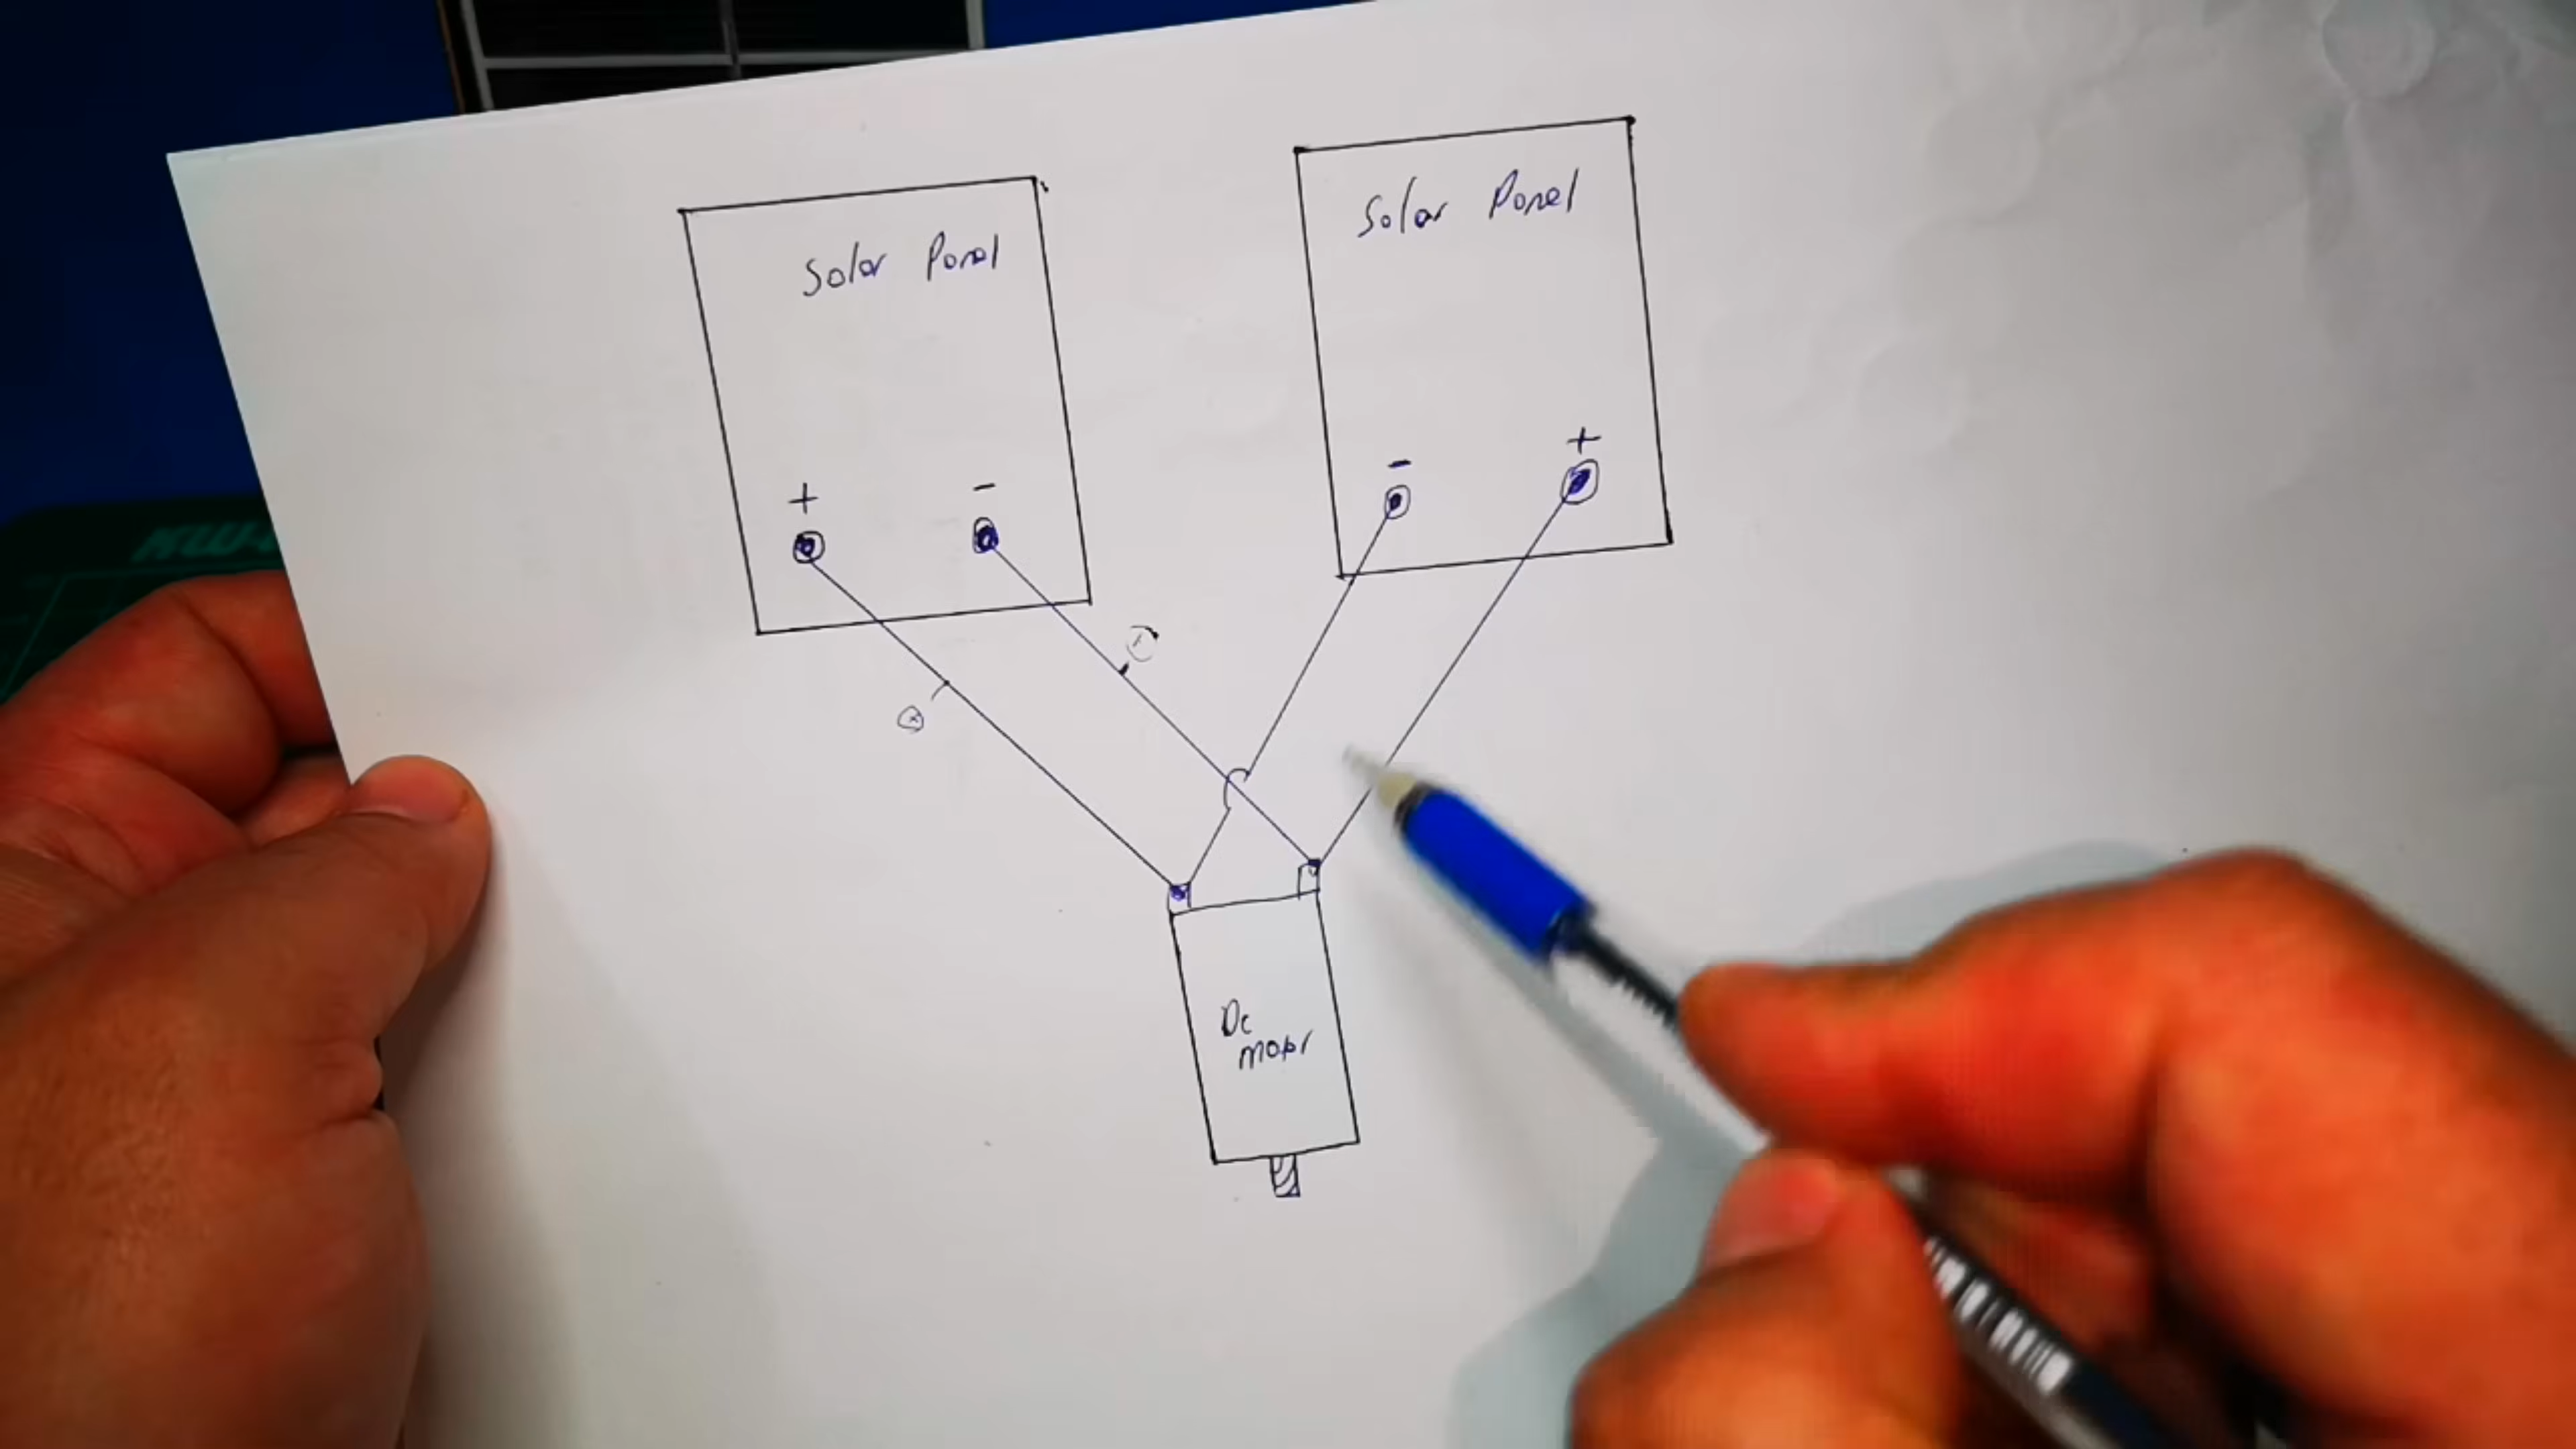 Solar Panel
Solar Panel
+
-
-
+
Dc
motor